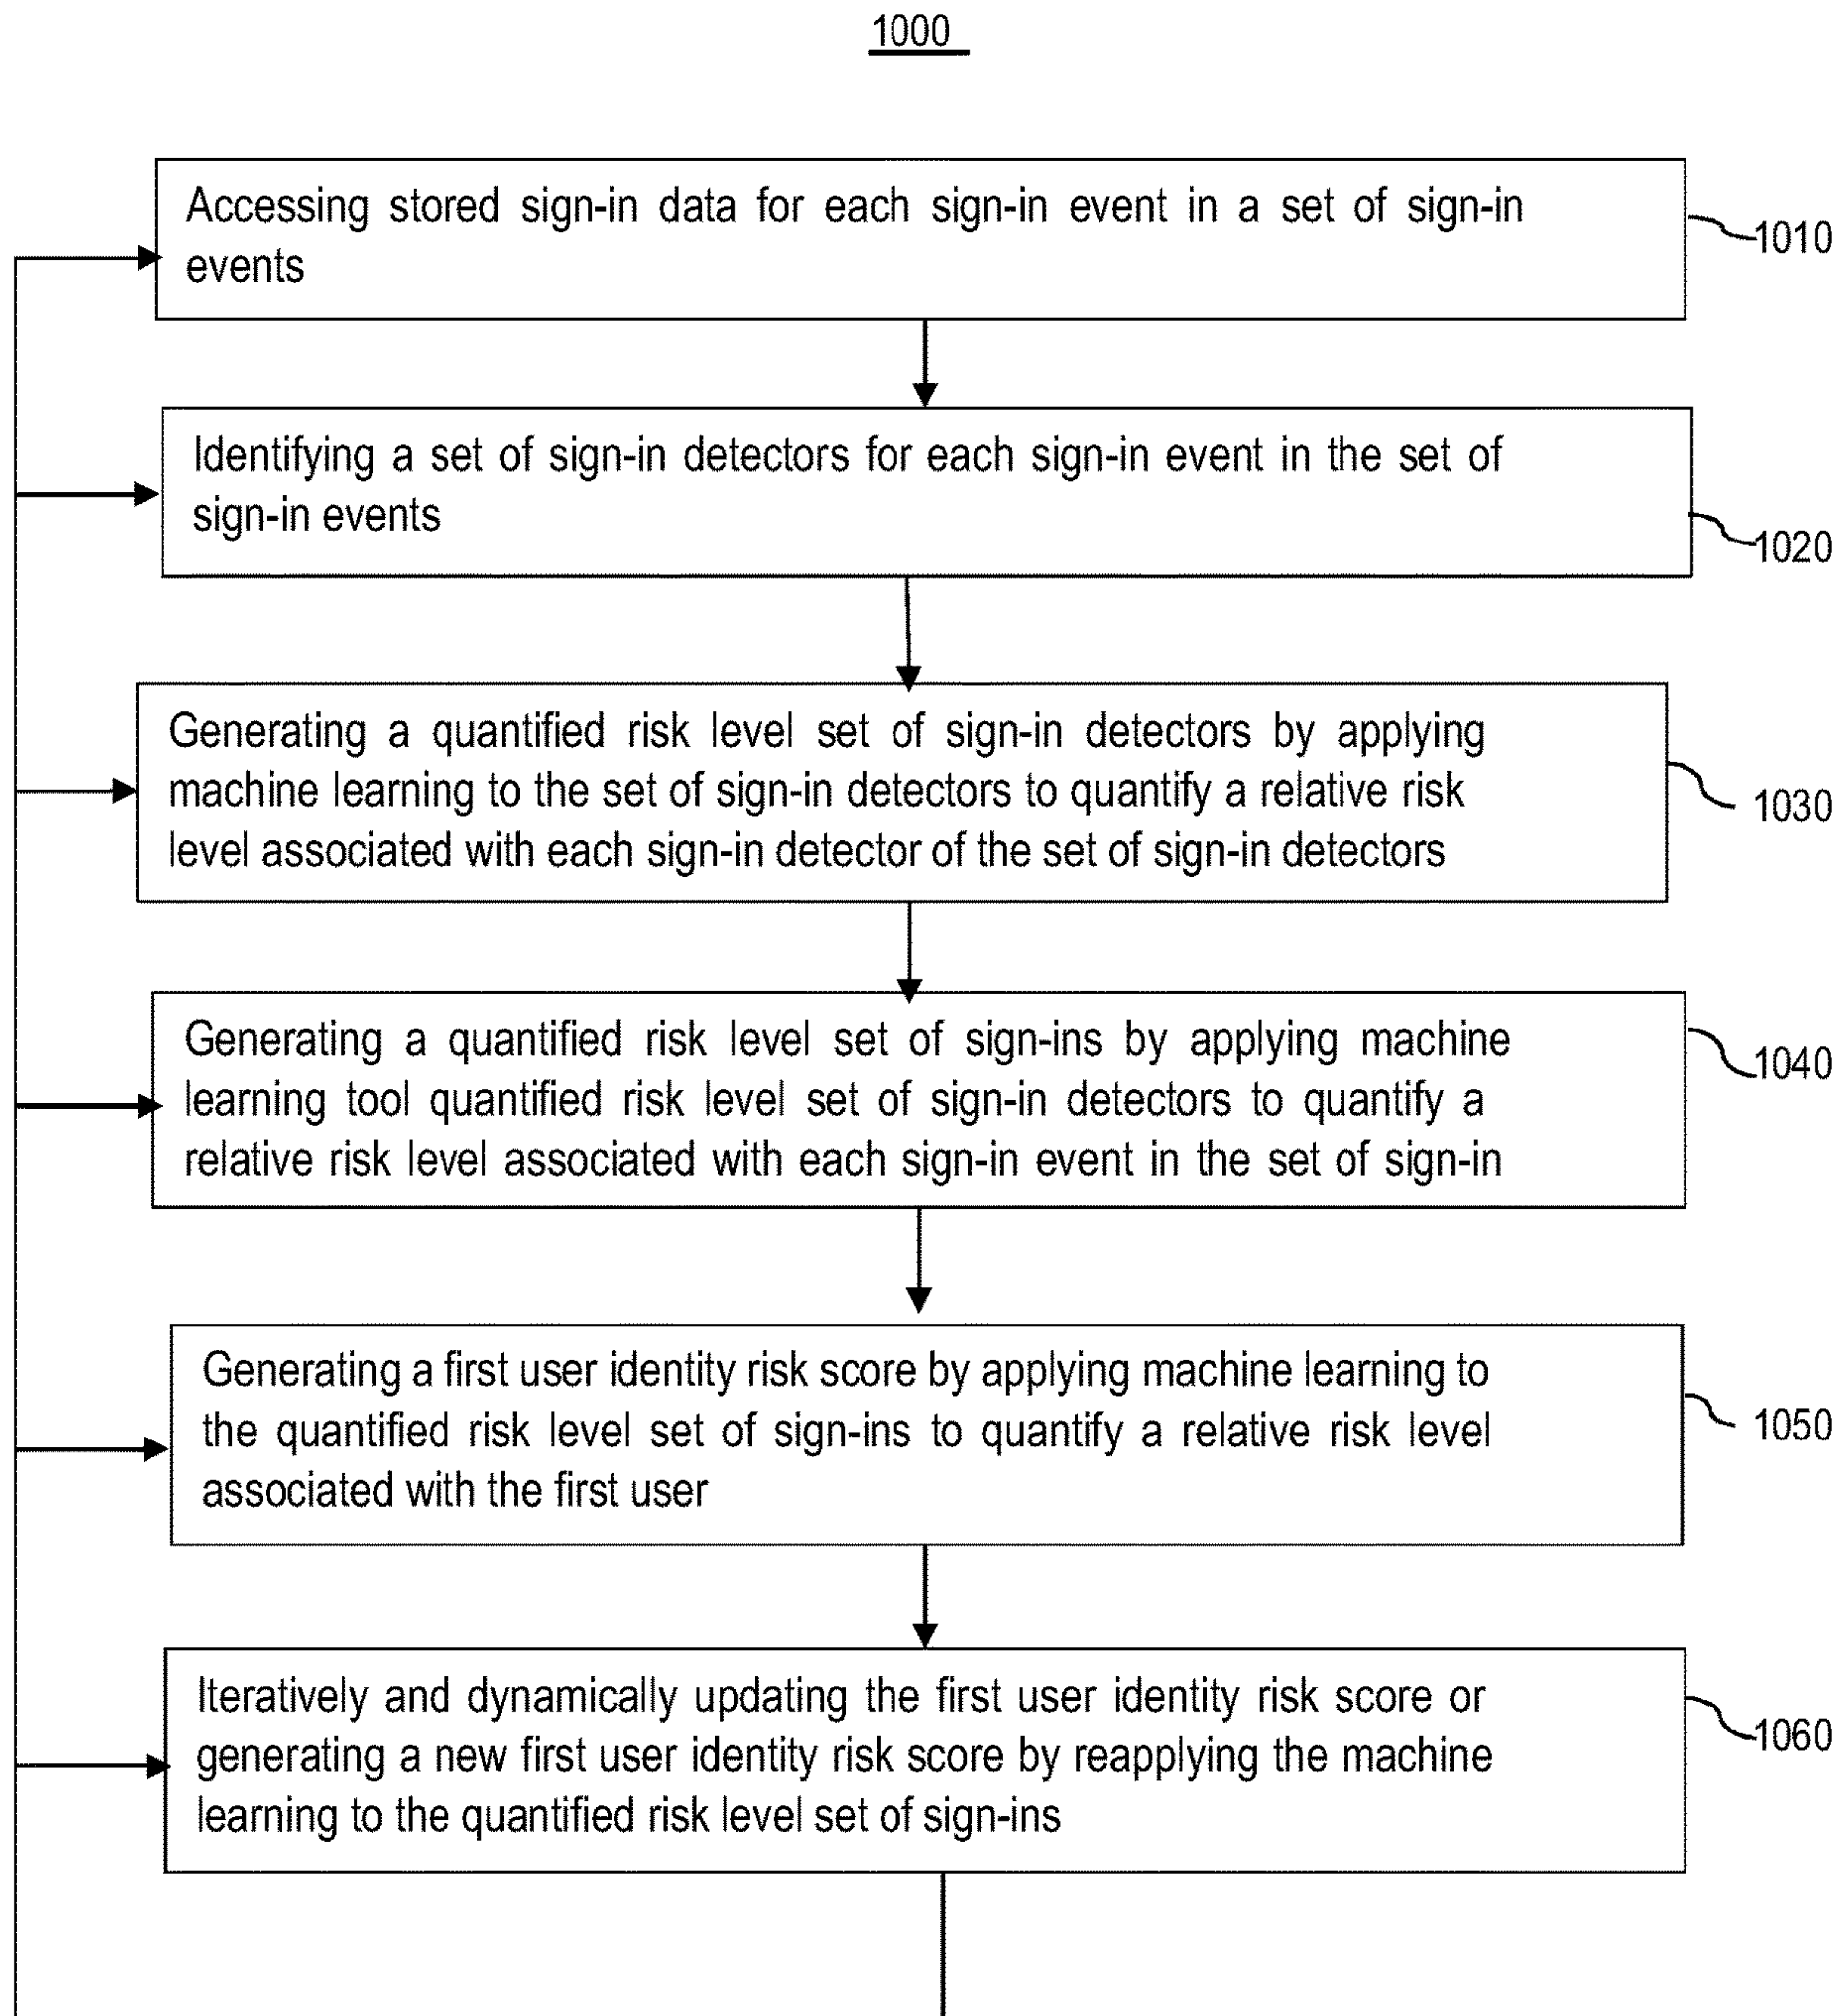 1000
Accessing stored sign-in data for each sign-in event in a set of sign-in
events
1010
Identifying a set of sign-in detectors for each sign-in event in the set of
sign-in events
1020
Generating a quantified risk level set of sign-in detectors by applying
machine learning to the set of sign-in detectors to quantify a relative risk
level associated with each sign-in detector of the set of sign-in detectors
1030
Generating a quantified risk level set of sign-ins by applying machine
learning tool quantified risk level set of sign-in detectors to quantify a
relative risk level associated with each sign-in event in the set of sign-in
1040
Generating a first user identity risk score by applying machine learning to
the quantified risk level set of sign-ins to quantify a relative risk level
associated with the first user
1050
Iteratively and dynamically updating the first user identity risk score or
generating a new first user identity risk score by reapplying the machine
learning to the quantified risk level set of sign-ins
1060